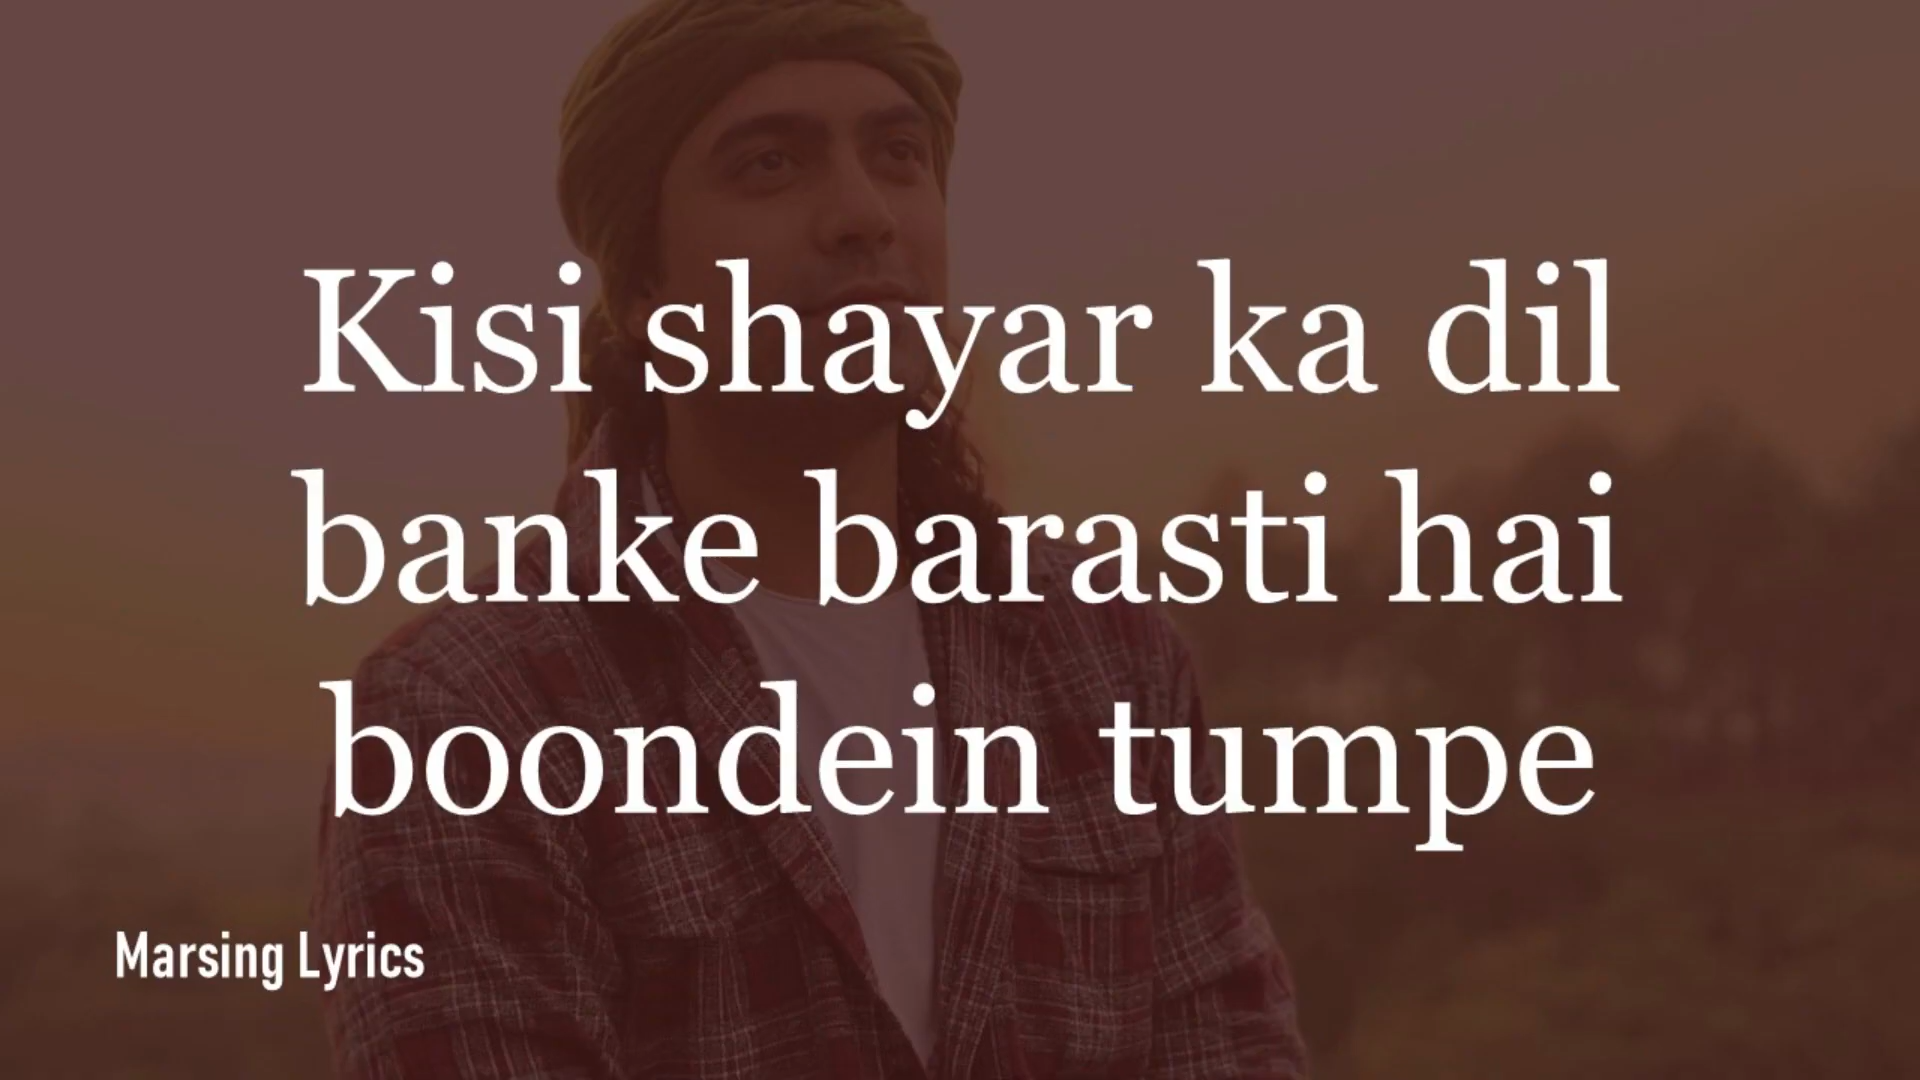 Kisi shayar ka dil
banke barasti hai
boondein tumpe
Marsing Lyrics